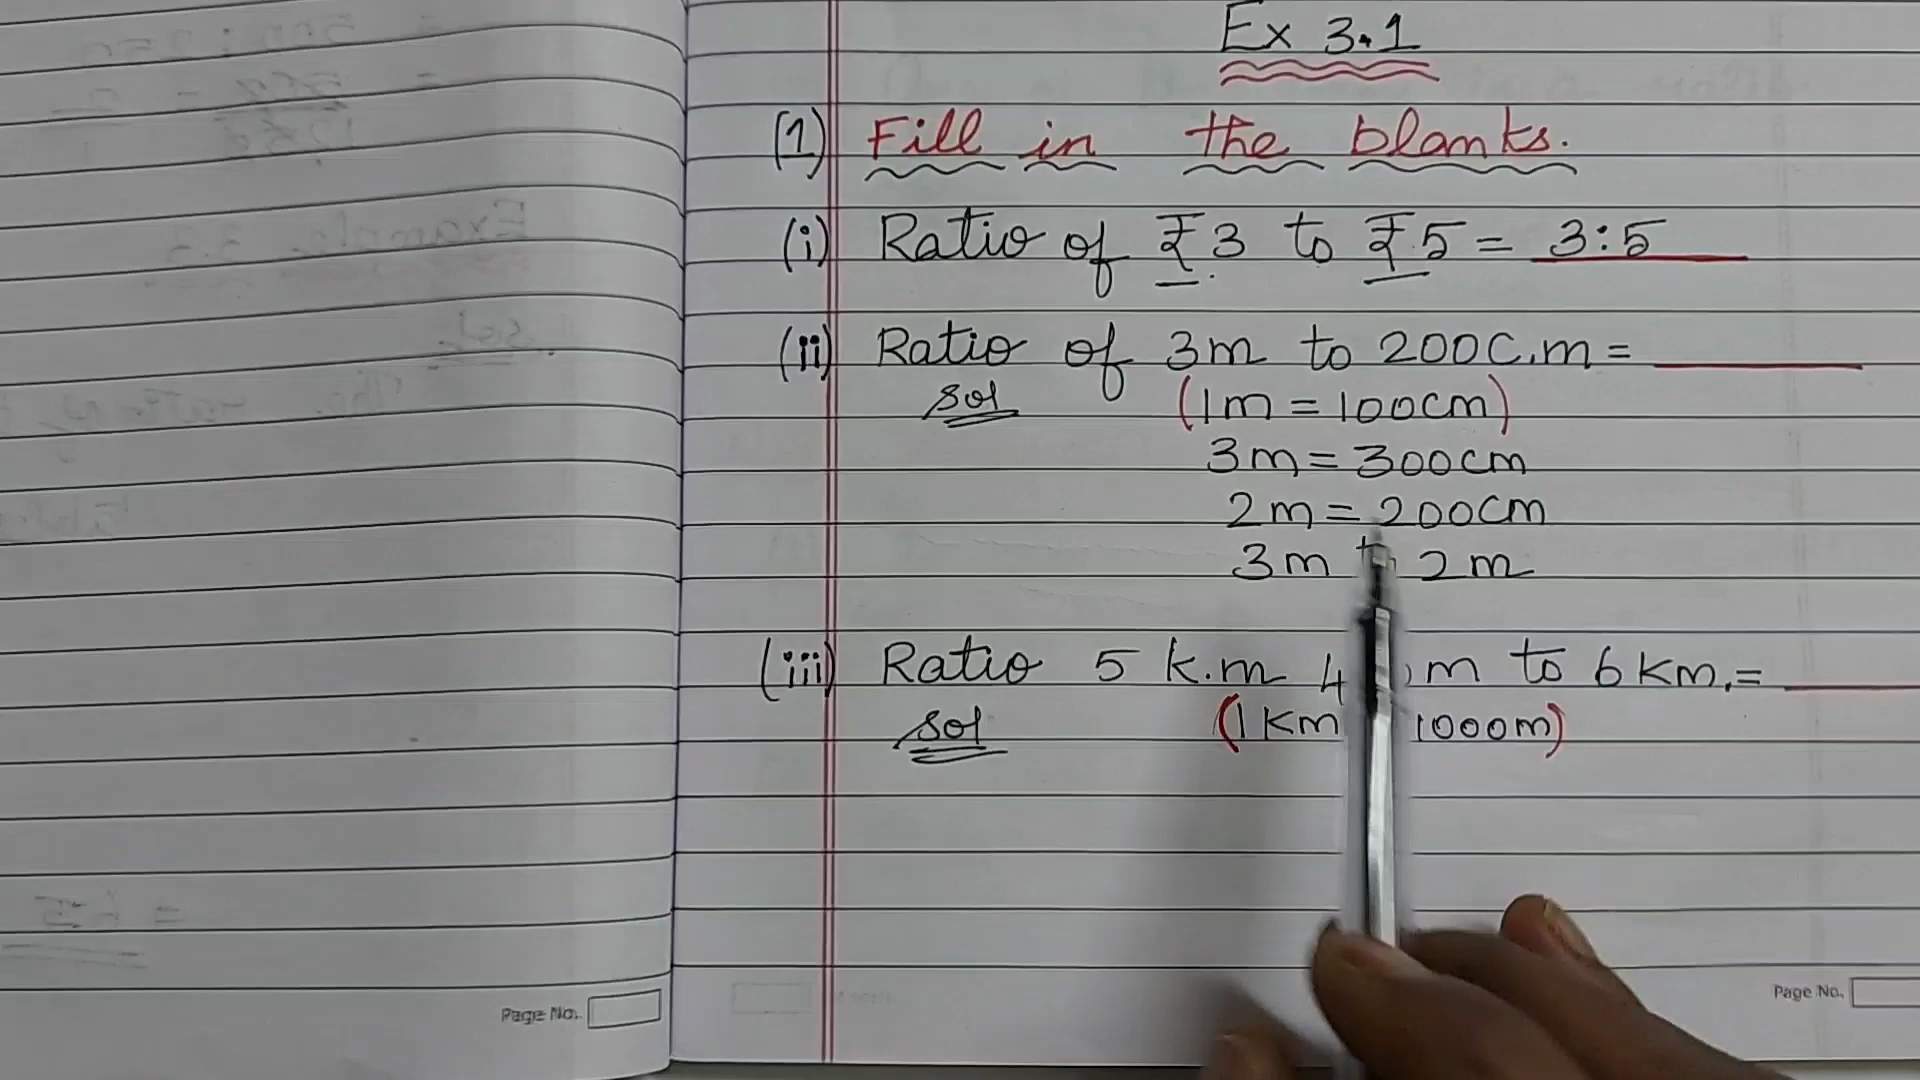 Ex 3.1
(1) Fill in the blanks.
(i) Ratio of ₹3 to ₹5 = 3:5
(ii) Ratio of 3m to 200c.m =
Sol (1m = 100cm)
3m = 300cm
2m = 200cm
3m 2m
(iii) Ratio 5 k.m m to 6 km. =
Sol (1km 1000m)
Page No.
Page No.